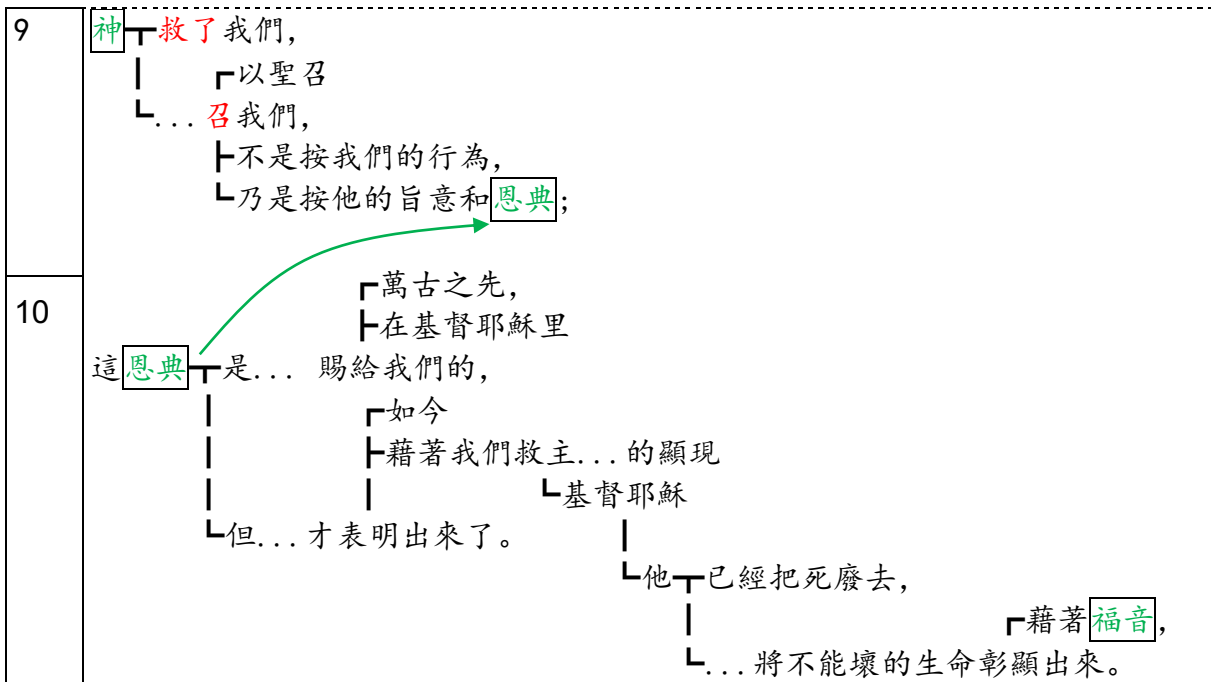 9 神┳救了我們,
┃ ┏以聖召
┗...召我們,
┣不是按我們的行為,
┗乃是按他的旨意和恩典;
┏萬古之先,
10 ┣在基督耶穌里
這恩典┳是... 賜給我們的,
┃ ┏如今
┃ ┣藉著我們救主...的顯現
┃ ┃ ┗基督耶穌
┗但...才表明出來了。 ┃
┗他┳已經把死廢去,
┃ ┏藉著福音,
┗...將不能壞的生命彰顯出來。